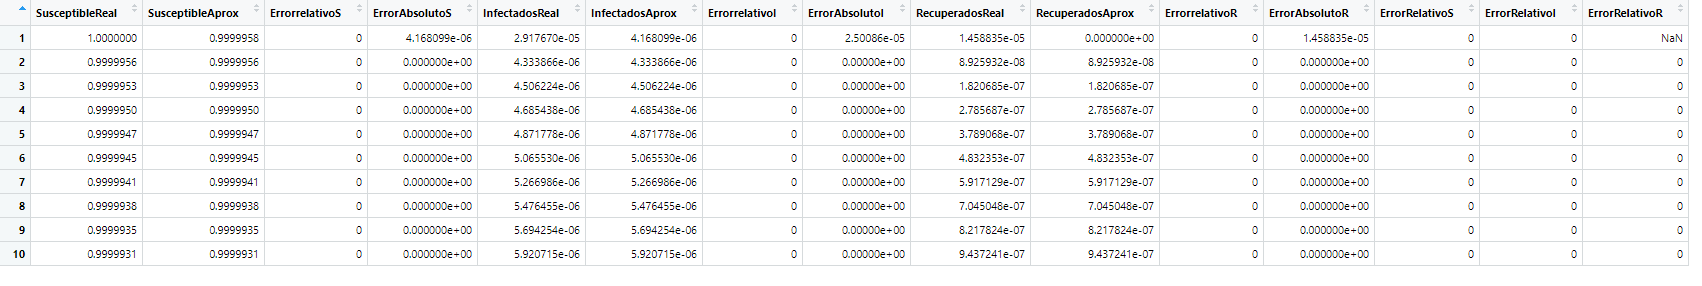 SusceptibleReal SusceptibleAprox ErrorrelativoS ErrorAbsolutoS InfectadosReal InfectadosAprox ErrorrelativoI ErrorAbsolutoI RecuperadosReal RecuperadosAprox ErrorrelativoR ErrorAbsolutoR ErrorRelativoS ErrorRelativoI ErrorRelativoR
1 1.0000000 0.9999958 0 4.168099e-06 2.917670e-05 4.168099e-06 0 2.50086e-05 1.458835e-05 0.000000e+00 0 1.458835e-05 0 0 NaN
2 0.9999956 0.9999956 0 0.000000e+00 4.333866e-06 4.333866e-06 0 0.00000e+00 8.925932e-08 8.925932e-08 0 0.000000e+00 0 0 0
3 0.9999953 0.9999953 0 0.000000e+00 4.506224e-06 4.506224e-06 0 0.00000e+00 1.820685e-07 1.820685e-07 0 0.000000e+00 0 0 0
4 0.9999950 0.9999950 0 0.000000e+00 4.685438e-06 4.685438e-06 0 0.00000e+00 2.785687e-07 2.785687e-07 0 0.000000e+00 0 0 0
5 0.9999947 0.9999947 0 0.000000e+00 4.871778e-06 4.871778e-06 0 0.00000e+00 3.789068e-07 3.789068e-07 0 0.000000e+00 0 0 0
6 0.9999945 0.9999945 0 0.000000e+00 5.065530e-06 5.065530e-06 0 0.00000e+00 4.832353e-07 4.832353e-07 0 0.000000e+00 0 0 0
7 0.9999941 0.9999941 0 0.000000e+00 5.266986e-06 5.266986e-06 0 0.00000e+00 5.917129e-07 5.917129e-07 0 0.000000e+00 0 0 0
8 0.9999938 0.9999938 0 0.000000e+00 5.476455e-06 5.476455e-06 0 0.00000e+00 7.045048e-07 7.045048e-07 0 0.000000e+00 0 0 0
9 0.9999935 0.9999935 0 0.000000e+00 5.694254e-06 5.694254e-06 0 0.00000e+00 8.217824e-07 8.217824e-07 0 0.000000e+00 0 0 0
10 0.9999931 0.9999931 0 0.000000e+00 5.920715e-06 5.920715e-06 0 0.00000e+00 9.437241e-07 9.437241e-07 0 0.000000e+00 0 0 0